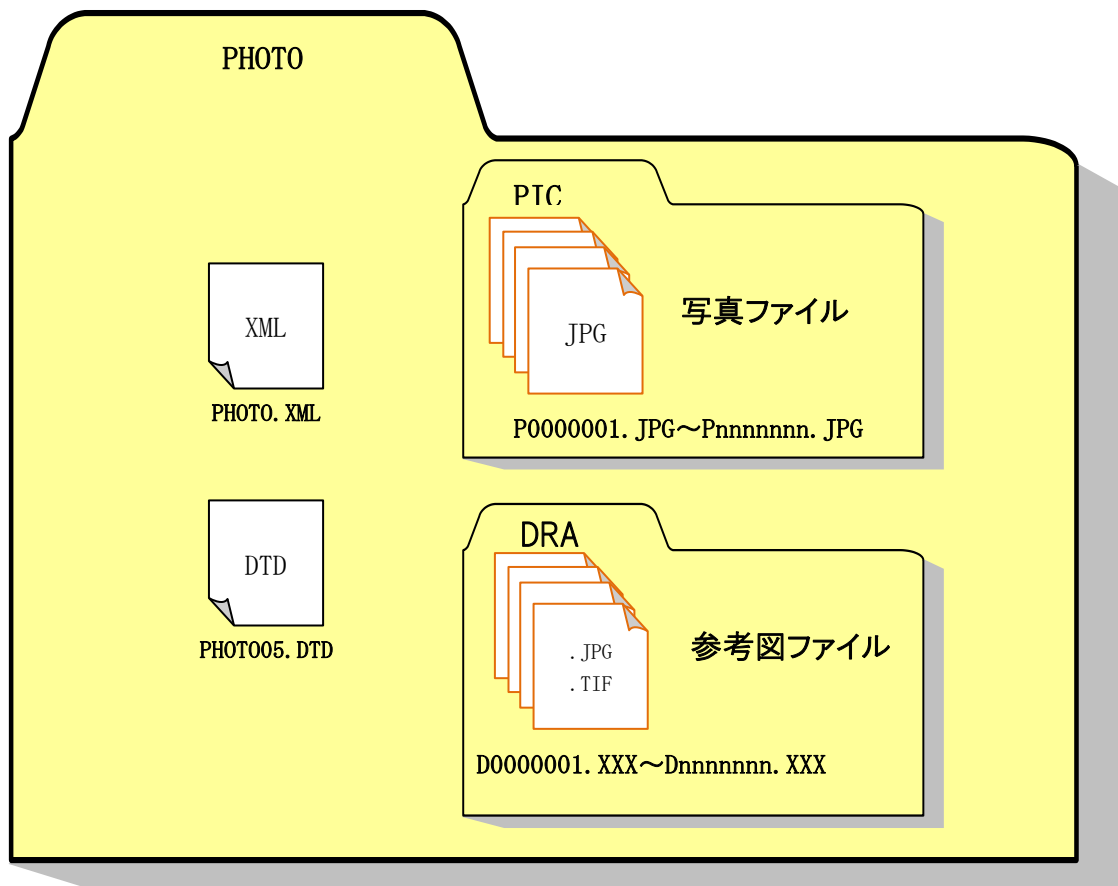 PHOTO
XML
PHOTO.XML
DTD
PHOTO05.DTD
PIC
JPG
写真ファイル
P0000001.JPG～Pnnnnnnn.JPG
DRA
.JPG
.TIF
参考図ファイル
D0000001.XXX～Dnnnnnnn.XXX